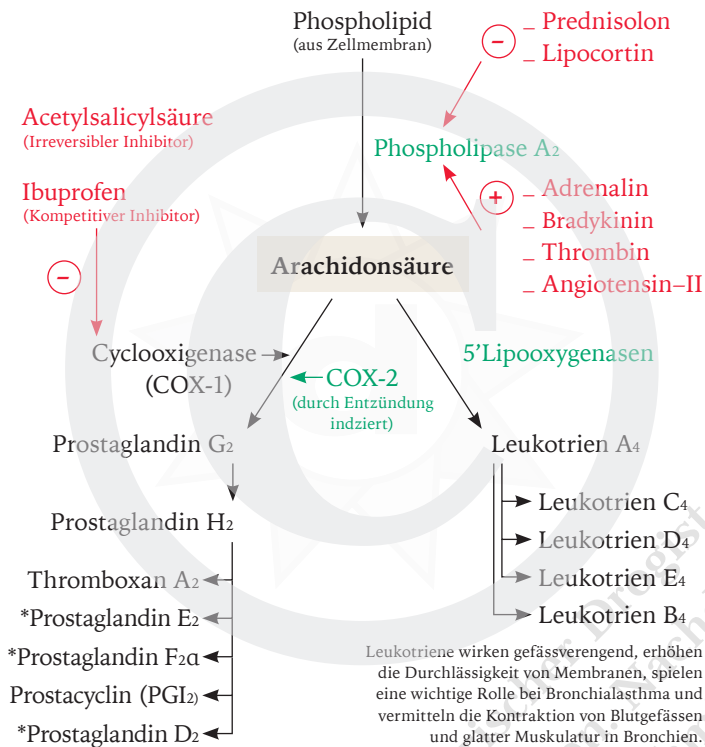 Phospholipid
(aus Zellmembran)
–
_ Prednisolon
_ Lipocortin
Acetylsalicylsäure
(Irreversibler Inhibitor)
Phospholipase A₂
Ibuprofen
(Kompetitiver Inhibitor)
+
_ Adrenalin
_ Bradykinin
_ Thrombin
_ Angiotensin–II
–
Arachidonsäure
Cyclooxigenase
(COX-1)
5'Lipooxygenasen
COX-2
(durch Entzündung
indziert)
Prostaglandin G₂
Leukotrien A₄
Prostaglandin H₂
Leukotrien C₄
Leukotrien D₄
Leukotrien E₄
Leukotrien B₄
Thromboxan A₂
*Prostaglandin E₂
*Prostaglandin F₂α
Prostacyclin (PGI₂)
*Prostaglandin D₂
Leukotriene wirken gefässverengend, erhöhen
die Durchlässigkeit von Membranen, spielen
eine wichtige Rolle bei Bronchialasthma und
vermitteln die Kontraktion von Blutgefässen
und glatter Muskulatur in Bronchien.
C
d
Drogist